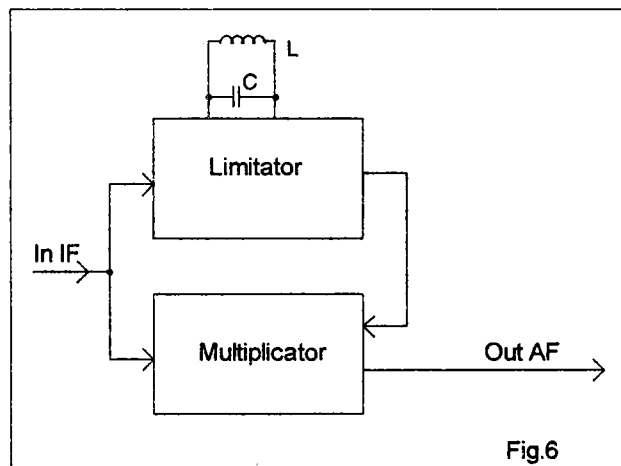 L
C
Limitator
In IF
Multiplicator
Out AF
Fig.6